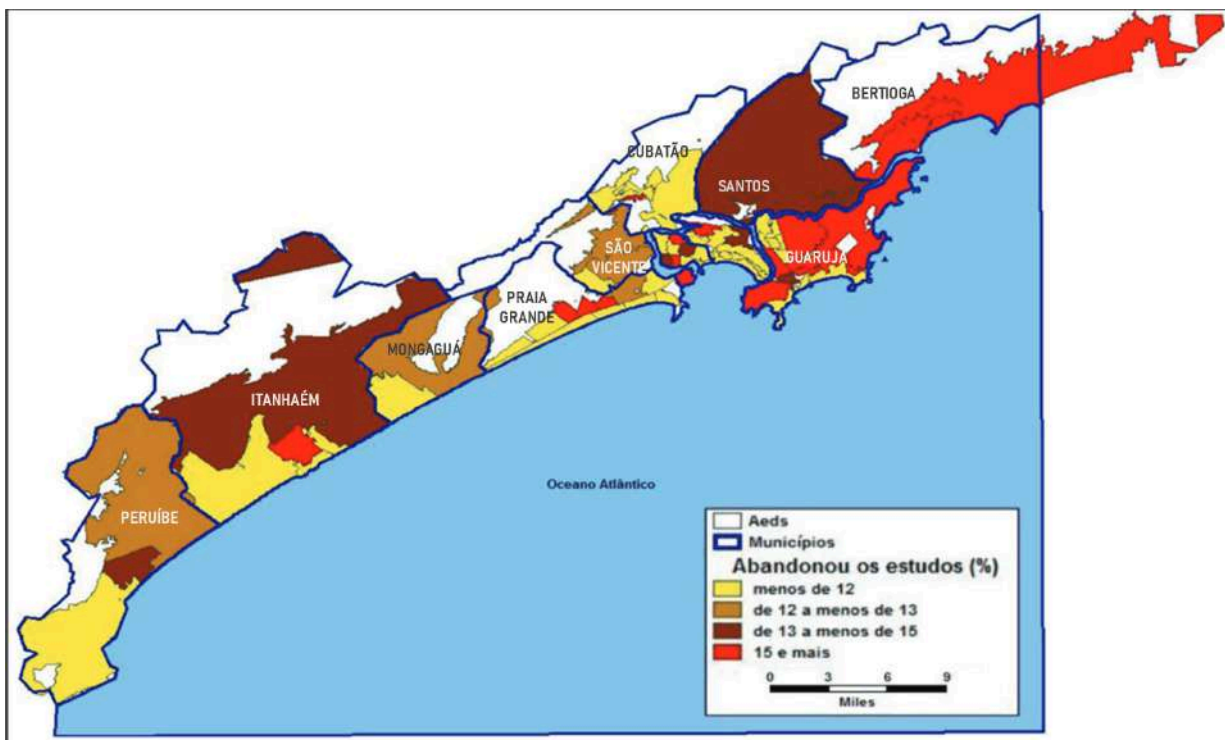 BERTIOGA
CUBATÃO
SANTOS
SÃO
VICENTE
GUARUJÁ
PRAIA
GRANDE
MONGAGUÁ
ITANHAÉM
PERUÍBE
Oceano Atlântico
Aeds
Municípios
Abandonou os estudos (%)
menos de 12
de 12 a menos de 13
de 13 a menos de 15
15 e mais
0 3 6 9
Miles